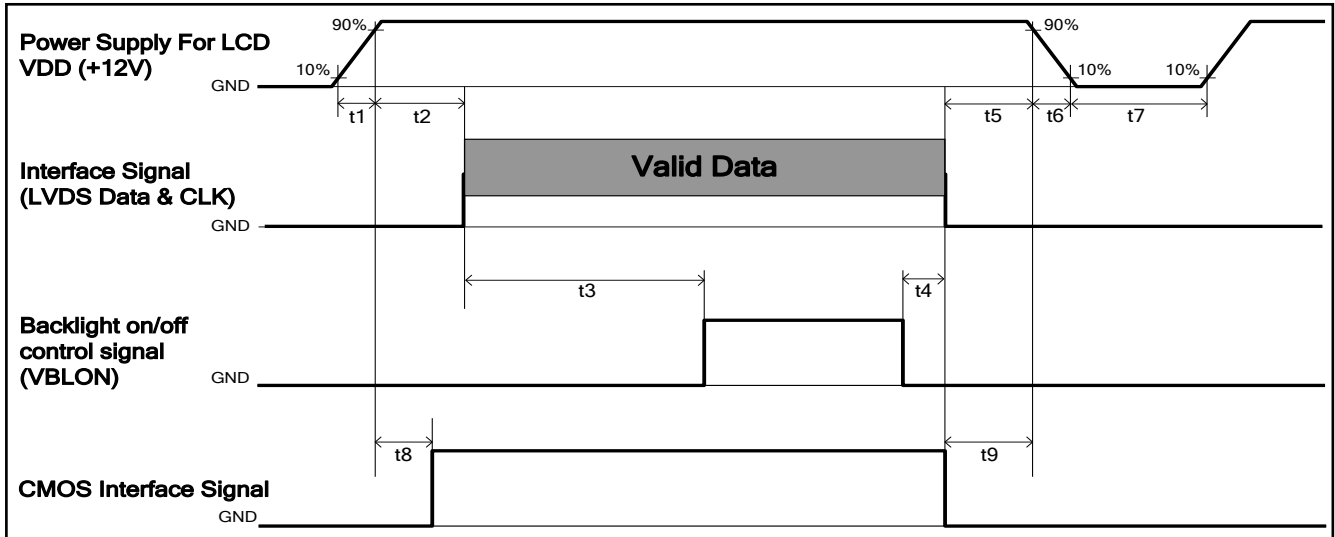 Power Supply For LCD
VDD (+12V)
90%
10%
GND
t1
t2
90%
10%
10%
t5
t6
t7
Interface Signal
(LVDS Data & CLK)
GND
Valid Data
t3
t4
Backlight on/off
control signal
(VBLON)
GND
t8
t9
CMOS Interface Signal
GND